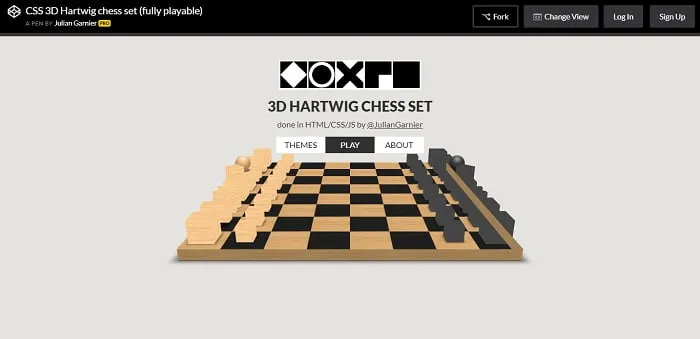 CSS 3D Hartwig chess set (fully playable)
A PEN BY Julian Garnier PRO
Fork
Change View
Log In
Sign Up
3D HARTWIG CHESS SET
done in HTML/CSS/JS by @JulianGarnier
THEMES PLAY ABOUT